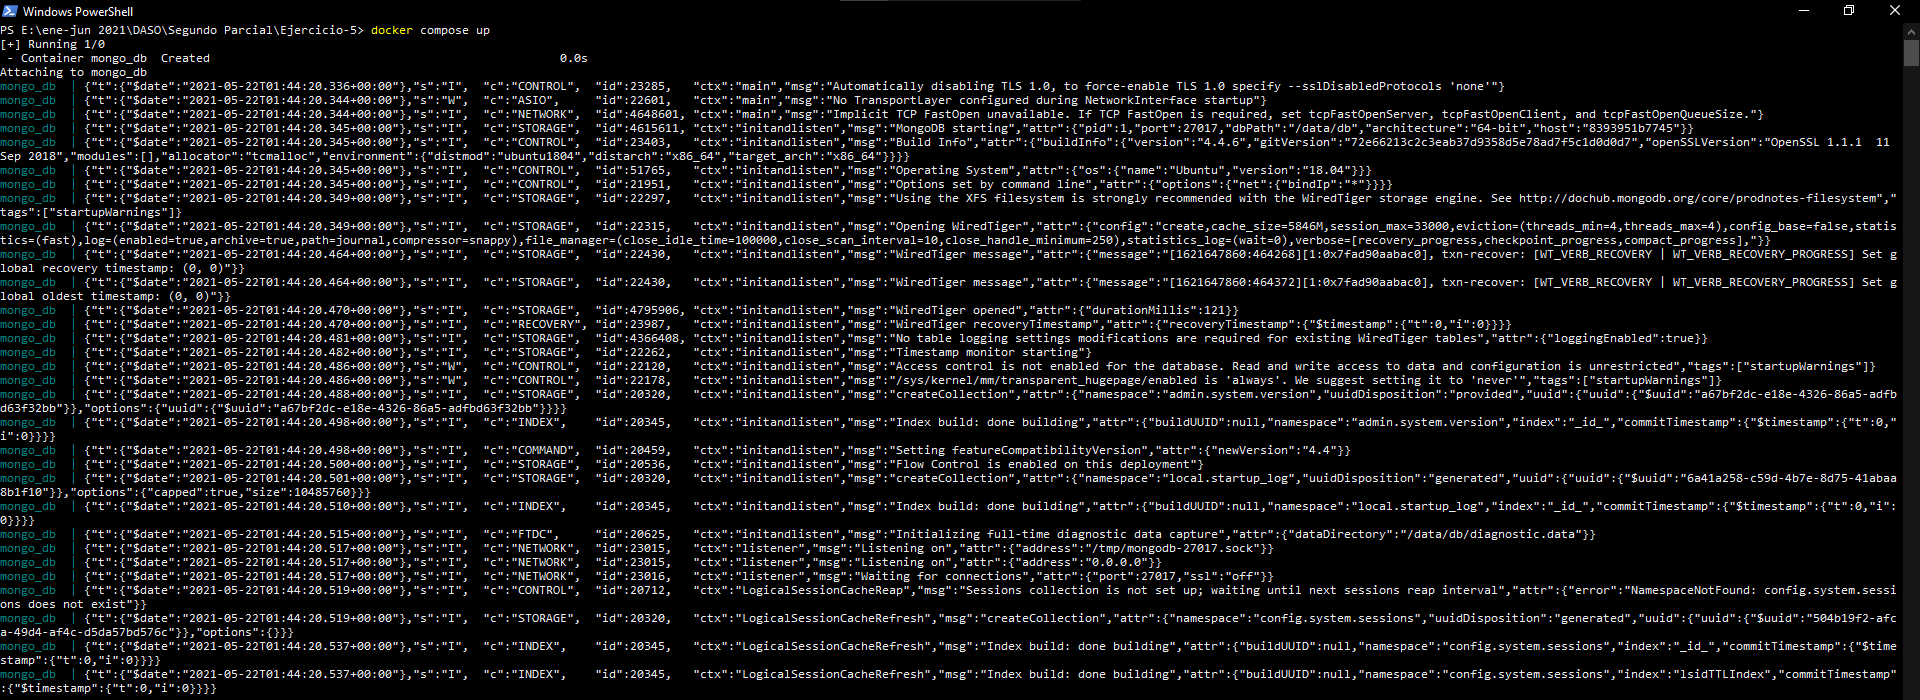 Windows PowerShell
PS E:\ene-jun 2021\DASO\Segundo Parcial\Ejercicio-5> docker compose up
[+] Running 1/0
 - Container mongo_db  Created                                                  0.0s
Attaching to mongo_db
mongo_db  | {"t":{"$date":"2021-05-22T01:44:20.336+00:00"},"s":"I",  "c":"CONTROL",  "id":23285,   "ctx":"main","msg":"Automatically disabling TLS 1.0, to force-enable TLS 1.0 specify --sslDisabledProtocols 'none'"}
mongo_db  | {"t":{"$date":"2021-05-22T01:44:20.344+00:00"},"s":"W",  "c":"ASIO",     "id":22601,   "ctx":"main","msg":"No TransportLayer configured during NetworkInterface startup"}
mongo_db  | {"t":{"$date":"2021-05-22T01:44:20.344+00:00"},"s":"I",  "c":"NETWORK",  "id":4648601, "ctx":"main","msg":"Implicit TCP FastOpen unavailable. If TCP FastOpen is required, set tcpFastOpenServer, tcpFastOpenClient, and tcpFastOpenQueueSize."}
mongo_db  | {"t":{"$date":"2021-05-22T01:44:20.345+00:00"},"s":"I",  "c":"STORAGE",  "id":4615611, "ctx":"initandlisten","msg":"MongoDB starting","attr":{"pid":1,"port":27017,"dbPath":"/data/db","architecture":"64-bit","host":"8393951b7745"}}
mongo_db  | {"t":{"$date":"2021-05-22T01:44:20.345+00:00"},"s":"I",  "c":"CONTROL",  "id":23403,   "ctx":"initandlisten","msg":"Build Info","attr":{"buildInfo":{"version":"4.4.6","gitVersion":"72e66213c2c3eab37d9358d5e78ad7f5c1d0d0d7","openSSLVersion":"OpenSSL 1.1.1  11
Sep 2018","modules":[],"allocator":"tcmalloc","environment":{"distmod":"ubuntu1804","distarch":"x86_64","target_arch":"x86_64"}}}}
mongo_db  | {"t":{"$date":"2021-05-22T01:44:20.345+00:00"},"s":"I",  "c":"CONTROL",  "id":51765,   "ctx":"initandlisten","msg":"Operating System","attr":{"os":{"name":"Ubuntu","version":"18.04"}}}
mongo_db  | {"t":{"$date":"2021-05-22T01:44:20.345+00:00"},"s":"I",  "c":"CONTROL",  "id":21951,   "ctx":"initandlisten","msg":"Options set by command line","attr":{"options":{"net":{"bindIp":"*"}}}}
mongo_db  | {"t":{"$date":"2021-05-22T01:44:20.349+00:00"},"s":"I",  "c":"STORAGE",  "id":22297,   "ctx":"initandlisten","msg":"Using the XFS filesystem is strongly recommended with the WiredTiger storage engine. See http://dochub.mongodb.org/core/prodnotes-filesystem","
tags":["startupWarnings"]}
mongo_db  | {"t":{"$date":"2021-05-22T01:44:20.349+00:00"},"s":"I",  "c":"STORAGE",  "id":22315,   "ctx":"initandlisten","msg":"Opening WiredTiger","attr":{"config":"create,cache_size=5846M,session_max=33000,eviction=(threads_min=4,threads_max=4),config_base=false,statis
tics=(fast),log=(enabled=true,archive=true,path=journal,compressor=snappy),file_manager=(close_idle_time=100000,close_scan_interval=10,close_handle_minimum=250),statistics_log=(wait=0),verbose=[recovery_progress,checkpoint_progress,compact_progress],"}}
mongo_db  | {"t":{"$date":"2021-05-22T01:44:20.464+00:00"},"s":"I",  "c":"STORAGE",  "id":22430,   "ctx":"initandlisten","msg":"WiredTiger message","attr":{"message":"[1621647860:464268][1:0x7fad90aabac0], txn-recover: [WT_VERB_RECOVERY | WT_VERB_RECOVERY_PROGRESS] Set g
lobal recovery timestamp: (0, 0)"}}
mongo_db  | {"t":{"$date":"2021-05-22T01:44:20.464+00:00"},"s":"I",  "c":"STORAGE",  "id":22430,   "ctx":"initandlisten","msg":"WiredTiger message","attr":{"message":"[1621647860:464372][1:0x7fad90aabac0], txn-recover: [WT_VERB_RECOVERY | WT_VERB_RECOVERY_PROGRESS] Set g
lobal oldest timestamp: (0, 0)"}}
mongo_db  | {"t":{"$date":"2021-05-22T01:44:20.470+00:00"},"s":"I",  "c":"STORAGE",  "id":4795906, "ctx":"initandlisten","msg":"WiredTiger opened","attr":{"durationMillis":121}}
mongo_db  | {"t":{"$date":"2021-05-22T01:44:20.470+00:00"},"s":"I",  "c":"RECOVERY", "id":23987,   "ctx":"initandlisten","msg":"WiredTiger recoveryTimestamp","attr":{"recoveryTimestamp":{"$timestamp":{"t":0,"i":0}}}}
mongo_db  | {"t":{"$date":"2021-05-22T01:44:20.481+00:00"},"s":"I",  "c":"STORAGE",  "id":4366408, "ctx":"initandlisten","msg":"No table logging settings modifications are required for existing WiredTiger tables","attr":{"loggingEnabled":true}}
mongo_db  | {"t":{"$date":"2021-05-22T01:44:20.482+00:00"},"s":"I",  "c":"STORAGE",  "id":22262,   "ctx":"initandlisten","msg":"Timestamp monitor starting"}
mongo_db  | {"t":{"$date":"2021-05-22T01:44:20.486+00:00"},"s":"W",  "c":"CONTROL",  "id":22120,   "ctx":"initandlisten","msg":"Access control is not enabled for the database. Read and write access to data and configuration is unrestricted","tags":["startupWarnings"]}
mongo_db  | {"t":{"$date":"2021-05-22T01:44:20.486+00:00"},"s":"W",  "c":"CONTROL",  "id":22178,   "ctx":"initandlisten","msg":"/sys/kernel/mm/transparent_hugepage/enabled is 'always'. We suggest setting it to 'never'","tags":["startupWarnings"]}
mongo_db  | {"t":{"$date":"2021-05-22T01:44:20.488+00:00"},"s":"I",  "c":"STORAGE",  "id":20320,   "ctx":"initandlisten","msg":"createCollection","attr":{"namespace":"admin.system.version","uuidDisposition":"provided","uuid":{"uuid":{"$uuid":"a67bf2dc-e18e-4326-86a5-adfb
d63f32bb"}},"options":{"uuid":{"$uuid":"a67bf2dc-e18e-4326-86a5-adfbd63f32bb"}}}}
mongo_db  | {"t":{"$date":"2021-05-22T01:44:20.498+00:00"},"s":"I",  "c":"INDEX",    "id":20345,   "ctx":"initandlisten","msg":"Index build: done building","attr":{"buildUUID":null,"namespace":"admin.system.version","index":"_id_","commitTimestamp":{"$timestamp":{"t":0,"
i":0}}}}
mongo_db  | {"t":{"$date":"2021-05-22T01:44:20.498+00:00"},"s":"I",  "c":"COMMAND",  "id":20459,   "ctx":"initandlisten","msg":"Setting featureCompatibilityVersion","attr":{"newVersion":"4.4"}}
mongo_db  | {"t":{"$date":"2021-05-22T01:44:20.500+00:00"},"s":"I",  "c":"STORAGE",  "id":20536,   "ctx":"initandlisten","msg":"Flow Control is enabled on this deployment"}
mongo_db  | {"t":{"$date":"2021-05-22T01:44:20.501+00:00"},"s":"I",  "c":"STORAGE",  "id":20320,   "ctx":"initandlisten","msg":"createCollection","attr":{"namespace":"local.startup_log","uuidDisposition":"generated","uuid":{"uuid":{"$uuid":"6a41a258-c59d-4b7e-8d75-41abaa
8b1f10"}},"options":{"capped":true,"size":10485760}}}
mongo_db  | {"t":{"$date":"2021-05-22T01:44:20.510+00:00"},"s":"I",  "c":"INDEX",    "id":20345,   "ctx":"initandlisten","msg":"Index build: done building","attr":{"buildUUID":null,"namespace":"local.startup_log","index":"_id_","commitTimestamp":{"$timestamp":{"t":0,"i":
0}}}}
mongo_db  | {"t":{"$date":"2021-05-22T01:44:20.515+00:00"},"s":"I",  "c":"FTDC",     "id":20625,   "ctx":"initandlisten","msg":"Initializing full-time diagnostic data capture","attr":{"dataDirectory":"/data/db/diagnostic.data"}}
mongo_db  | {"t":{"$date":"2021-05-22T01:44:20.517+00:00"},"s":"I",  "c":"NETWORK",  "id":23015,   "ctx":"listener","msg":"Listening on","attr":{"address":"/tmp/mongodb-27017.sock"}}
mongo_db  | {"t":{"$date":"2021-05-22T01:44:20.517+00:00"},"s":"I",  "c":"NETWORK",  "id":23015,   "ctx":"listener","msg":"Listening on","attr":{"address":"0.0.0.0"}}
mongo_db  | {"t":{"$date":"2021-05-22T01:44:20.517+00:00"},"s":"I",  "c":"NETWORK",  "id":23016,   "ctx":"listener","msg":"Waiting for connections","attr":{"port":27017,"ssl":"off"}}
mongo_db  | {"t":{"$date":"2021-05-22T01:44:20.519+00:00"},"s":"I",  "c":"CONTROL",  "id":20712,   "ctx":"LogicalSessionCacheReap","msg":"Sessions collection is not set up; waiting until next sessions reap interval","attr":{"error":"NamespaceNotFound: config.system.sessi
ons does not exist"}}
mongo_db  | {"t":{"$date":"2021-05-22T01:44:20.519+00:00"},"s":"I",  "c":"STORAGE",  "id":20320,   "ctx":"LogicalSessionCacheRefresh","msg":"createCollection","attr":{"namespace":"config.system.sessions","uuidDisposition":"generated","uuid":{"uuid":{"$uuid":"504b19f2-afc
a-49d4-af4c-d5da57bd576c"}},"options":{}}}
mongo_db  | {"t":{"$date":"2021-05-22T01:44:20.537+00:00"},"s":"I",  "c":"INDEX",    "id":20345,   "ctx":"LogicalSessionCacheRefresh","msg":"Index build: done building","attr":{"buildUUID":null,"namespace":"config.system.sessions","index":"_id_","commitTimestamp":{"$time
stamp":{"t":0,"i":0}}}}
mongo_db  | {"t":{"$date":"2021-05-22T01:44:20.537+00:00"},"s":"I",  "c":"INDEX",    "id":20345,   "ctx":"LogicalSessionCacheRefresh","msg":"Index build: done building","attr":{"buildUUID":null,"namespace":"config.system.sessions","index":"lsidTTLIndex","commitTimestamp"
:{"$timestamp":{"t":0,"i":0}}}}